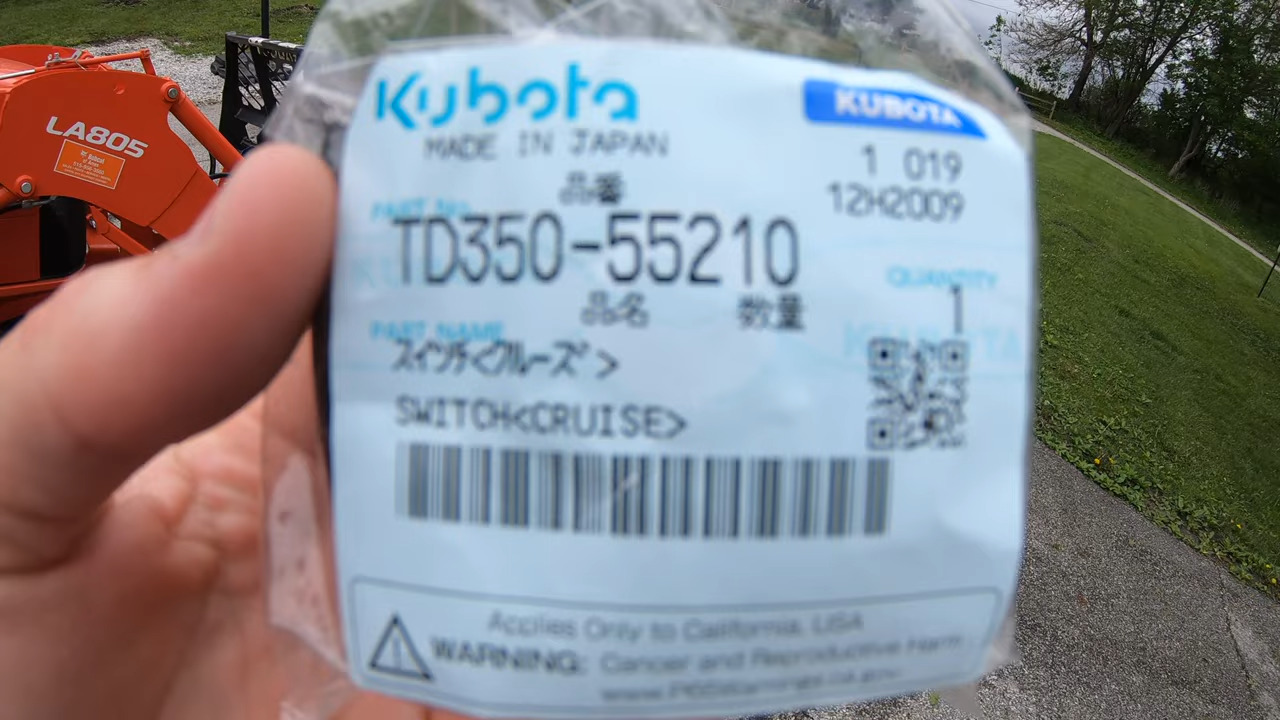 LA805
Kubota
KUBOTA
MADE IN JAPAN
1 019
12H2009
品番
PART No.
TD350-55210
QUANTITY
1
品名 数量
PART NAME
スイツチ<クルーズ>
SWITCH<CRUISE>
Applies Only to California, USA
WARNING: Cancer and Reproductive Harm